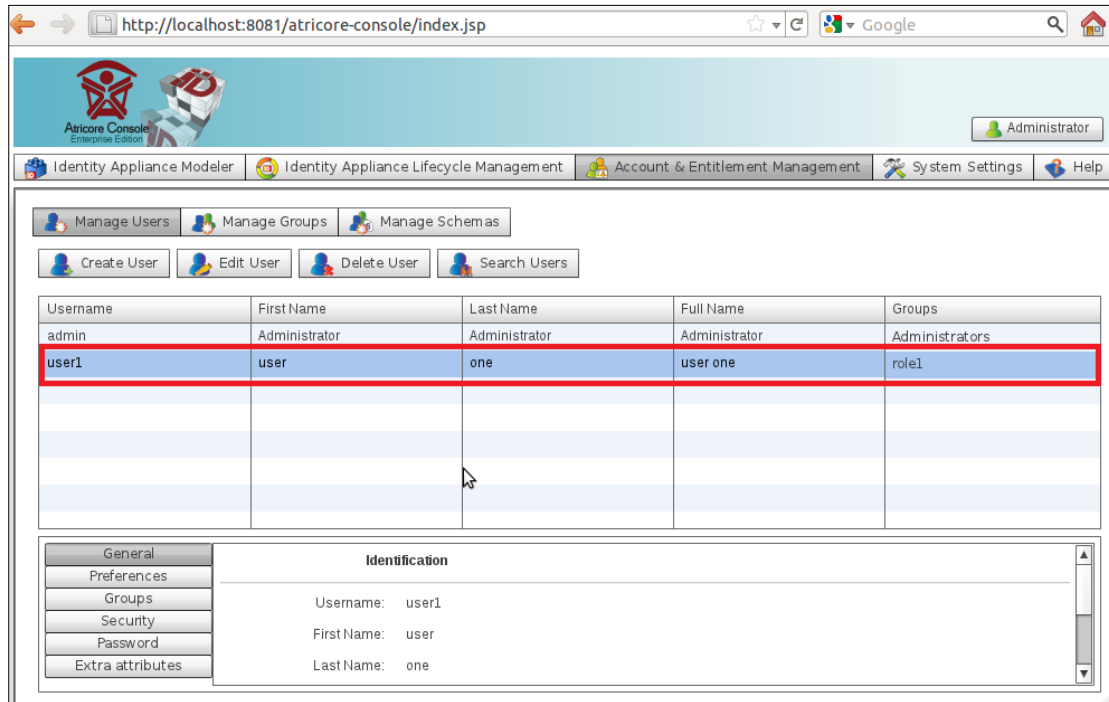 http://localhost:8081/atricore-console/index.jsp Google
Atricore Console
Enterprise Edition
Administrator
Identity Appliance Modeler Identity Appliance Lifecycle Management Account & Entitlement Management System Settings Help
Manage Users Manage Groups Manage Schemas
Create User Edit User Delete User Search Users
Username First Name Last Name Full Name Groups
admin Administrator Administrator Administrator Administrators
user1 user one user one role1
General
Preferences
Groups
Security
Password
Extra attributes
Identification
Username: user1
First Name: user
Last Name: one